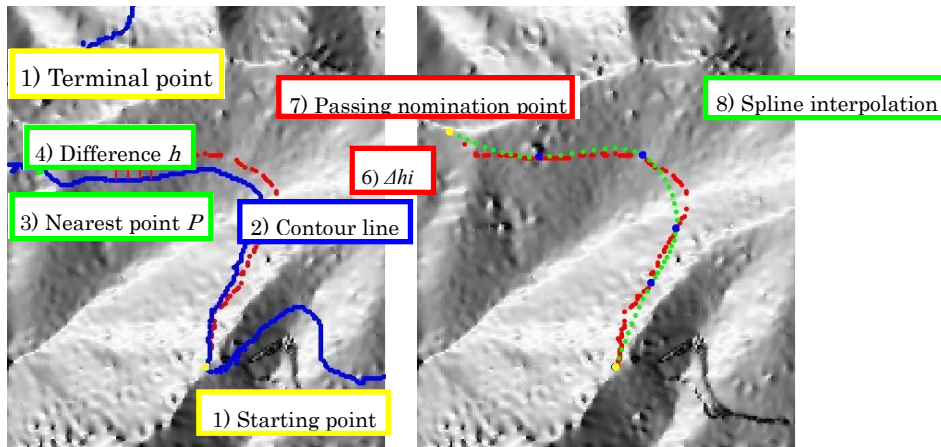 1) Terminal point
7) Passing nomination point
8) Spline interpolation
4) Difference h
6) Δhi
3) Nearest point P
2) Contour line
1) Starting point